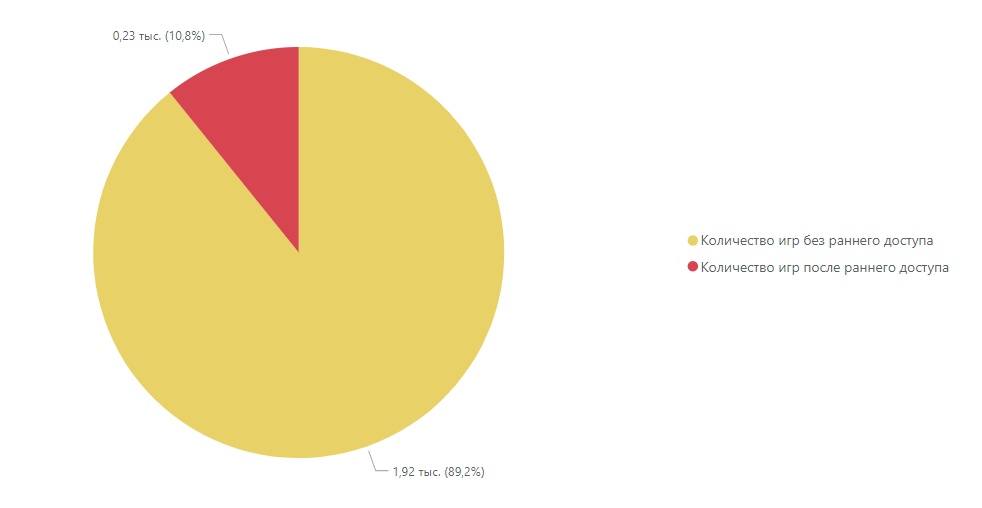 0,23 тыс. (10,8%)
Количество игр без раннего доступа
Количество игр после раннего доступа
1,92 тыс. (89,2%)